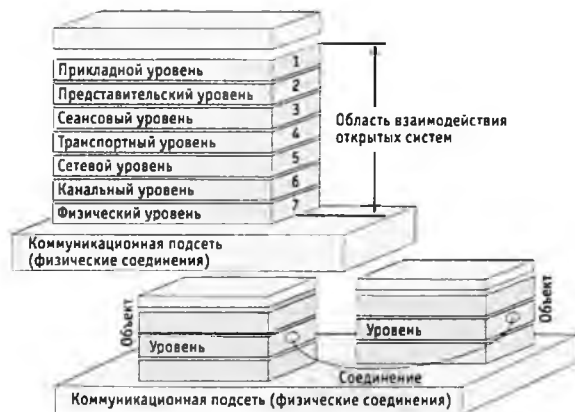 Прикладной уровень 1
Представительский уровень 2
Сеансовый уровень 3
Транспортный уровень 4
Сетевой уровень 5
Канальный уровень 6
Физический уровень 7
Область взаимодействия
открытых систем
Коммуникационная подсеть
(физические соединения)
Объект
Уровень
Уровень
Объект
Соединение
Коммуникационная подсеть (физические соединения)